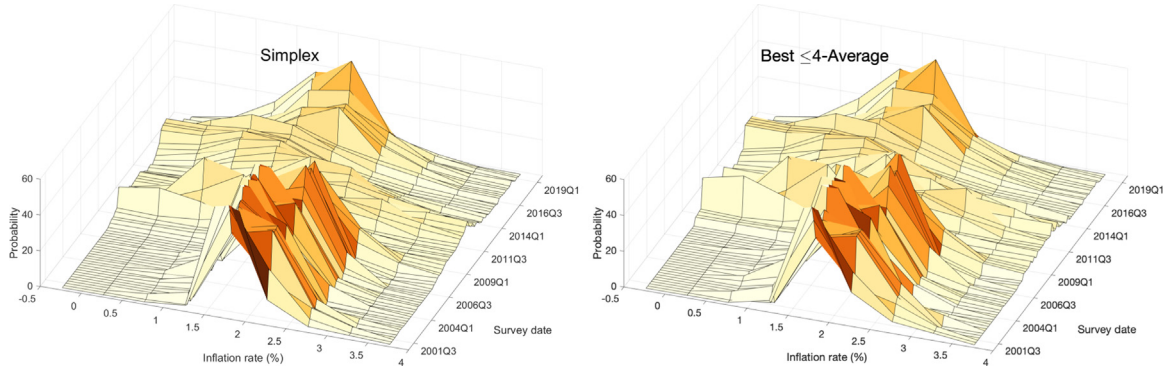 Simplex
60
40
20
0
Probability
-0.5
0
0.5
1
1.5
2
2.5
3
3.5
4
Inflation rate (%)
2001Q3
2004Q1
2006Q3
2009Q1
2011Q3
2014Q1
2016Q3
2019Q1
Survey date
Best ≤4-Average
60
40
20
0
Probability
-0.5
0
0.5
1
1.5
2
2.5
3
3.5
4
Inflation rate (%)
2001Q3
2004Q1
2006Q3
2009Q1
2011Q3
2014Q1
2016Q3
2019Q1
Survey date